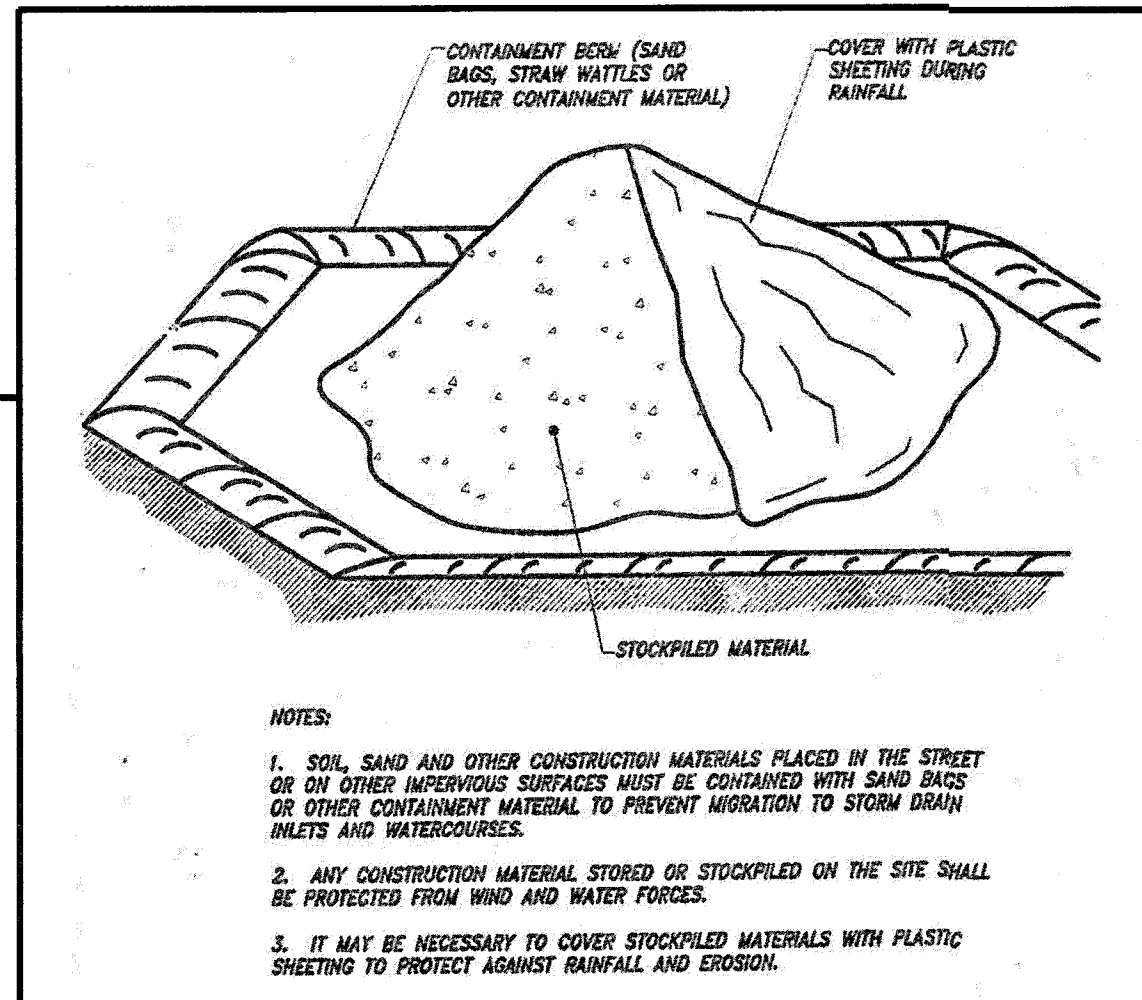 CONTAINMENT BERM (SAND
BAGS, STRAW WATTLES OR
OTHER CONTAINMENT MATERIAL)
COVER WITH PLASTIC
SHEETING DURING
RAINFALL
STOCKPILED MATERIAL
NOTES:
1. SOIL, SAND AND OTHER CONSTRUCTION MATERIALS PLACED IN THE STREET
OR ON OTHER IMPERVIOUS SURFACES MUST BE CONTAINED WITH SAND BAGS
OR OTHER CONTAINMENT MATERIAL TO PREVENT MIGRATION TO STORM DRAIN
INLETS AND WATERCOURSES.
2. ANY CONSTRUCTION MATERIAL STORED OR STOCKPILED ON THE SITE SHALL
BE PROTECTED FROM WIND AND WATER FORCES.
3. IT MAY BE NECESSARY TO COVER STOCKPILED MATERIALS WITH PLASTIC
SHEETING TO PROTECT AGAINST RAINFALL AND EROSION.